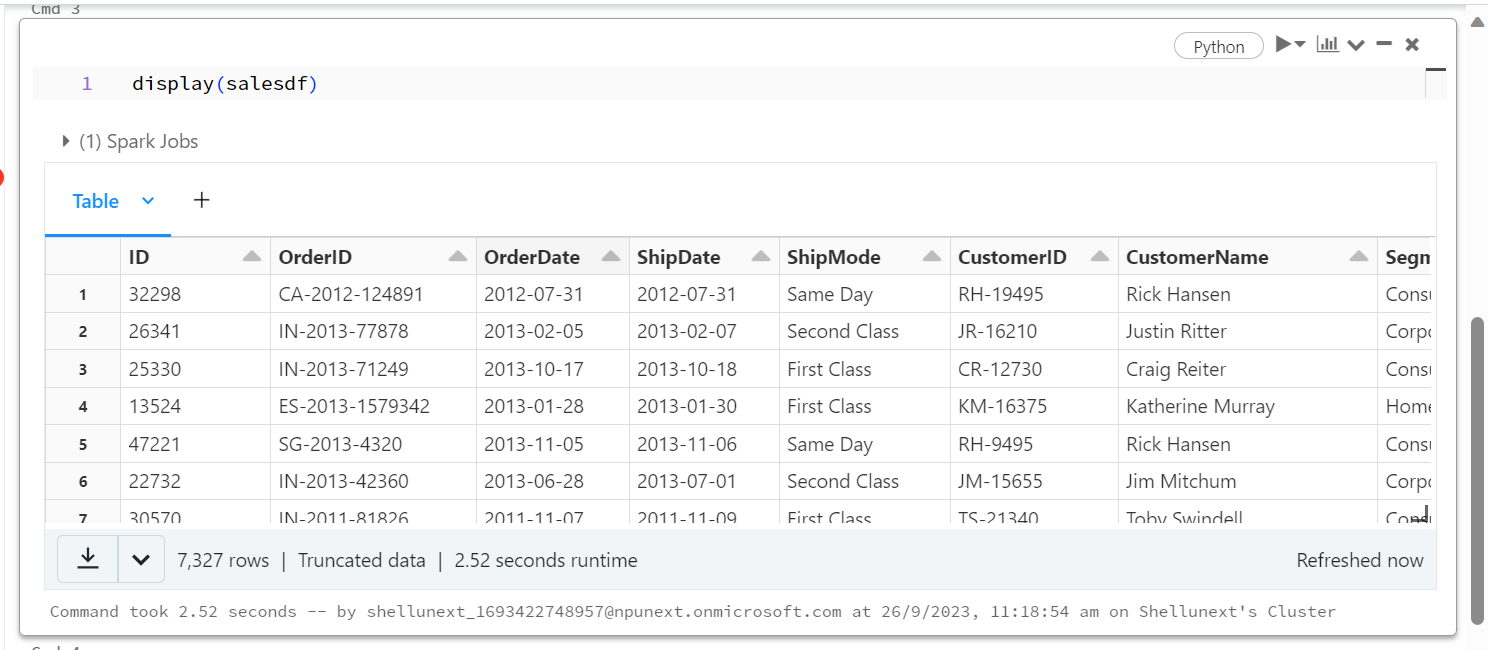 Cmd 3
Python
1 display(salesdf)
(1) Spark Jobs
Table +
ID OrderID OrderDate ShipDate ShipMode CustomerID CustomerName Segm
1 32298 CA-2012-124891 2012-07-31 2012-07-31 Same Day RH-19495 Rick Hansen Consu
2 26341 IN-2013-77878 2013-02-05 2013-02-07 Second Class JR-16210 Justin Ritter Corpo
3 25330 IN-2013-71249 2013-10-17 2013-10-18 First Class CR-12730 Craig Reiter Consu
4 13524 ES-2013-1579342 2013-01-28 2013-01-30 First Class KM-16375 Katherine Murray Home
5 47221 SG-2013-4320 2013-11-05 2013-11-06 Same Day RH-9495 Rick Hansen Consu
6 22732 IN-2013-42360 2013-06-28 2013-07-01 Second Class JM-15655 Jim Mitchum Corpo
7 30570 IN-2011-81826 2011-11-07 2011-11-09 First Class TS-21340 Toby Swindell Consu
7,327 rows | Truncated data | 2.52 seconds runtime Refreshed now
Command took 2.52 seconds -- by shellunext_1693422748957@npunext.onmicrosoft.com at 26/9/2023, 11:18:54 am on Shellunext's Cluster
Cmd 4